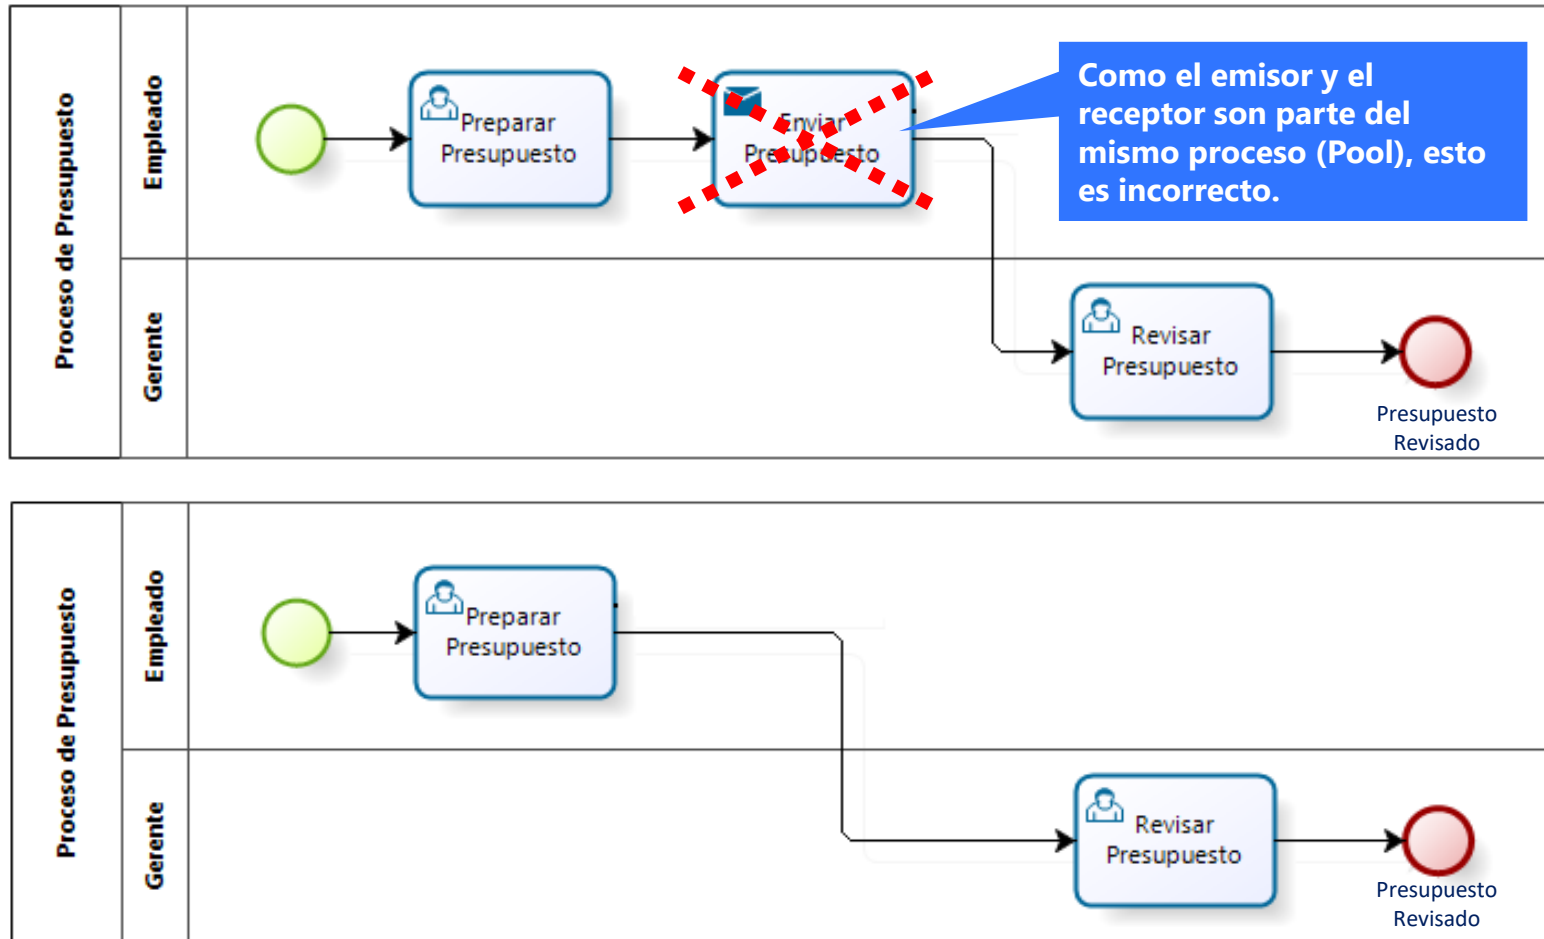 Proceso de Presupuesto
Empleado
Preparar
Presupuesto
Enviar
Presupuesto
Como el emisor y el
receptor son parte del
mismo proceso (Pool), esto
es incorrecto.
Gerente
Revisar
Presupuesto
Presupuesto
Revisado
Proceso de Presupuesto
Empleado
Preparar
Presupuesto
Gerente
Revisar
Presupuesto
Presupuesto
Revisado